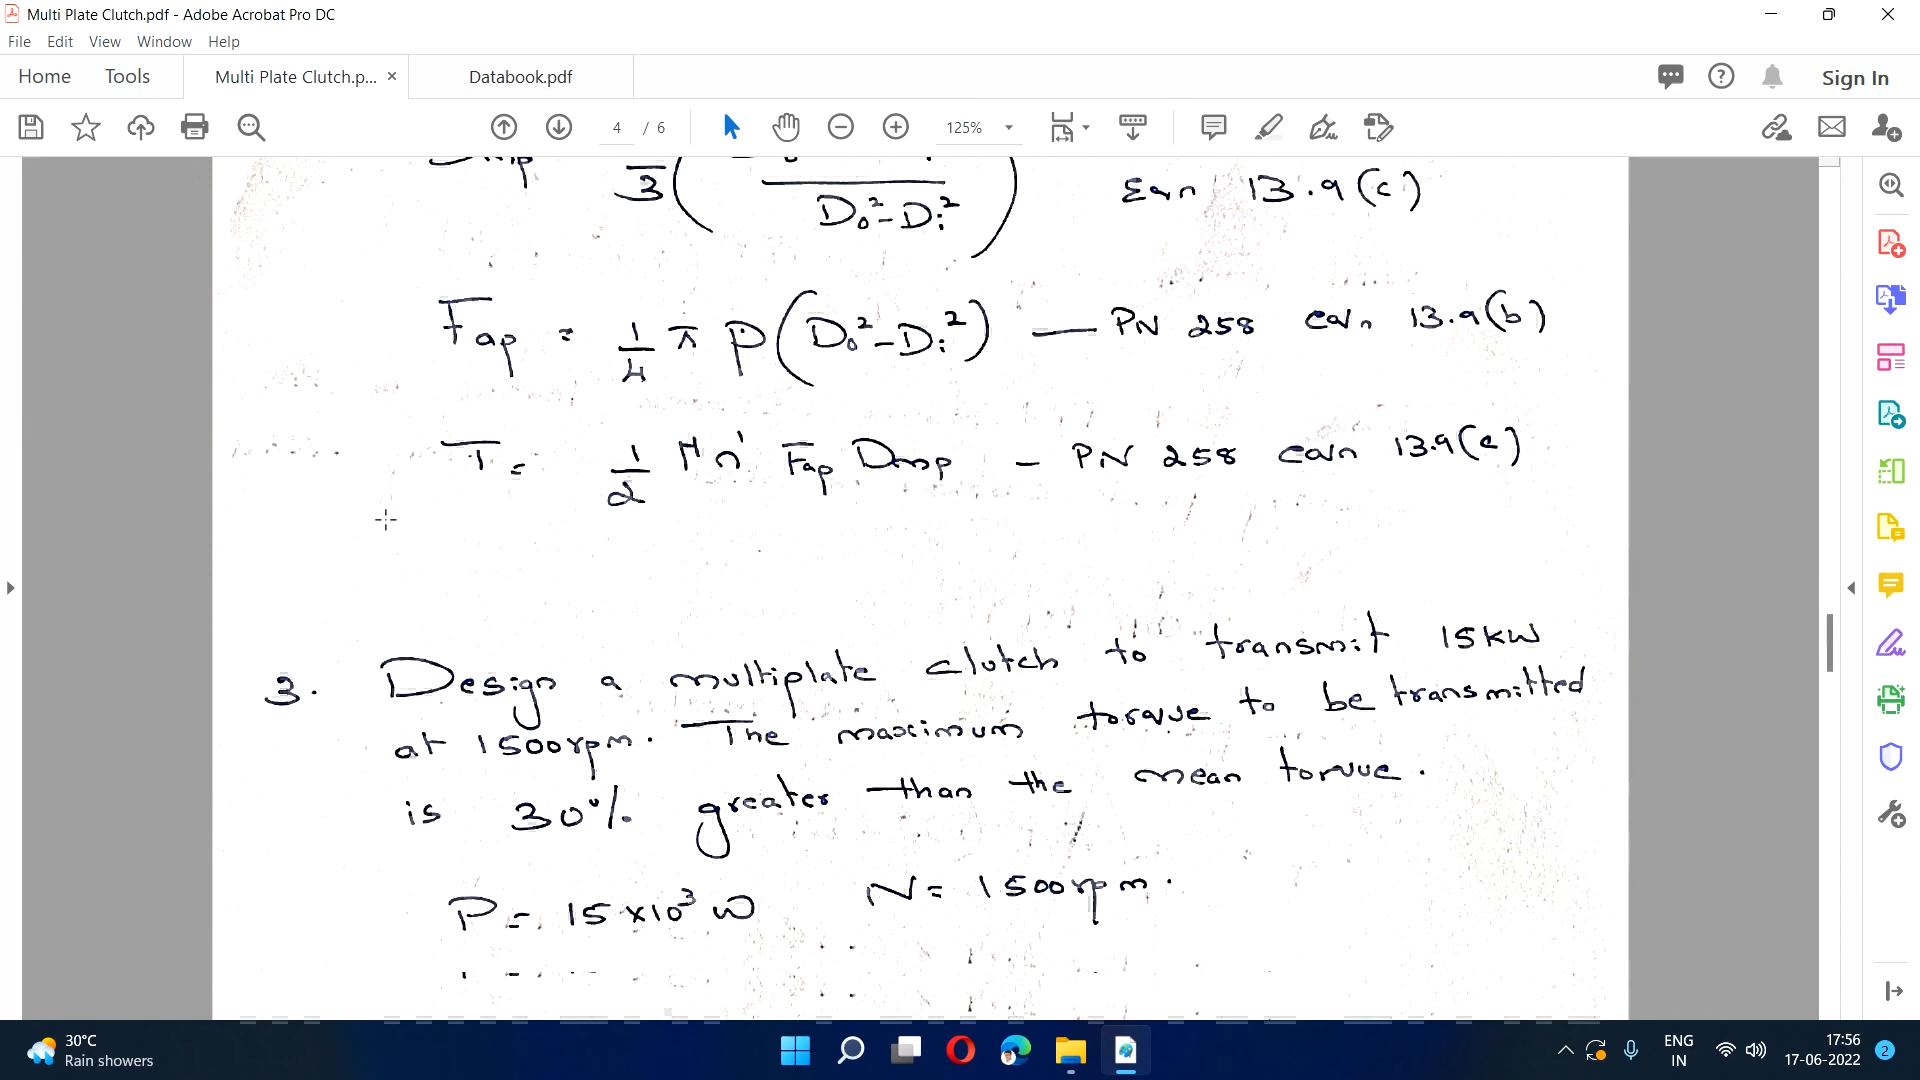 Multi Plate Clutch.pdf - Adobe Acrobat Pro DC
File Edit View Window Help
Home Tools Multi Plate Clutch.p... × Databook.pdf Sign In
4 / 6 125%
3 ( D₀²-Dᵢ² ) Eqn 13.9(c)
Fap = 1/4 π p (D₀²-Dᵢ²) — PN 258 eqn 13.9(b)
T = 1/2 μ n' Fap Dmp - PN 258 eqn 13.9(a)
3. Design a multiplate clutch to transmit 15kW
at 1500rpm. The maximum torque to be transmitted
is 30% greater than the mean torque.
P = 15 ×10³ W N = 1500rpm.
30°C
Rain showers
ENG
IN
17:56
17-06-2022
2